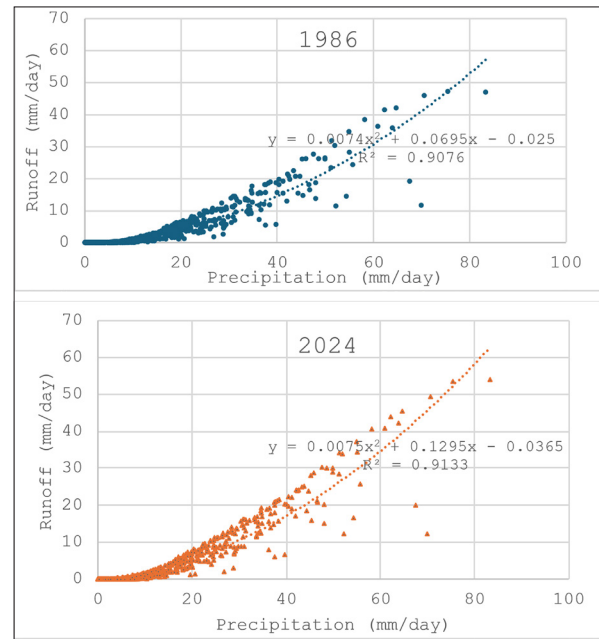 1986
Runoff (mm/day)
70
60
50
40
30
20
10
0
y = 0.0074x² + 0.0695x - 0.025
R² = 0.9076
0 20 40 60 80 100
Precipitation (mm/day)
2024
Runoff (mm/day)
70
60
50
40
30
20
10
0
y = 0.0075x² + 0.1295x - 0.0365
R² = 0.9133
0 20 40 60 80 100
Precipitation (mm/day)